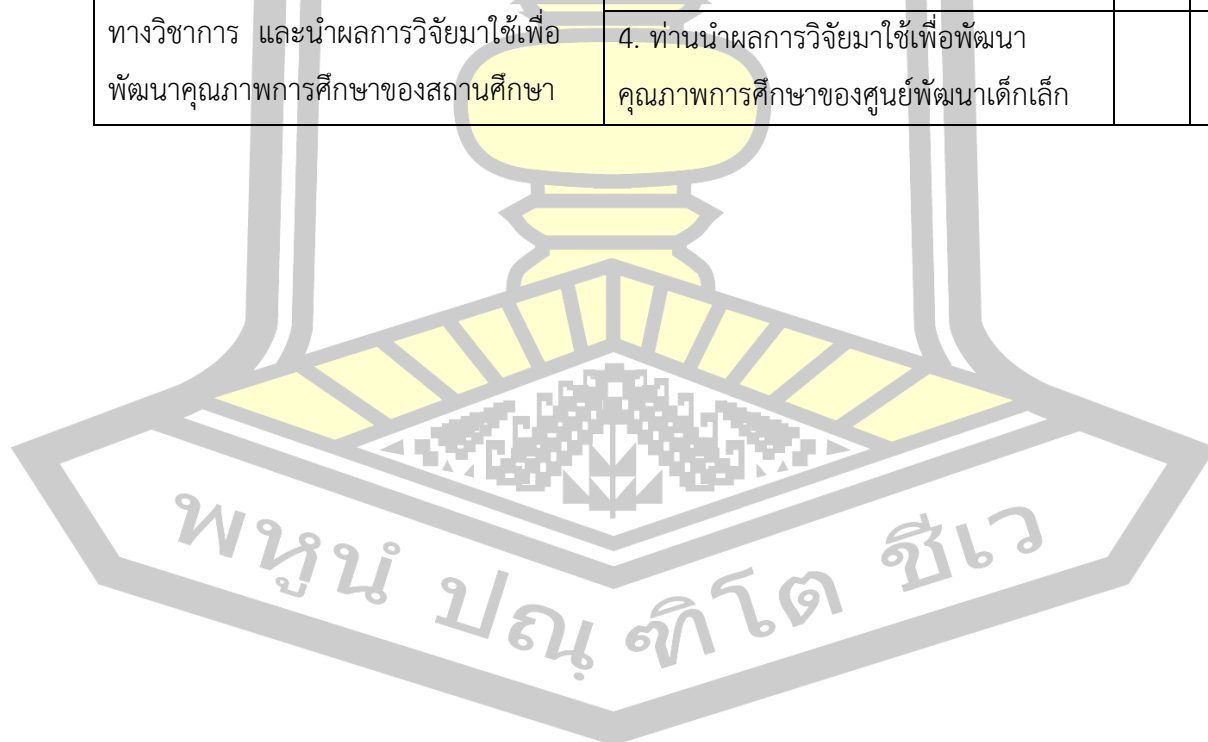 ทางวิชาการ และนำผลการวิจัยมาใช้เพื่อ
พัฒนาคุณภาพการศึกษาของสถานศึกษา
4. ท่านนำผลการวิจัยมาใช้เพื่อพัฒนา
คุณภาพการศึกษาของศูนย์พัฒนาเด็กเล็ก
พหูนํ ปณฺฑิโต ชีเว